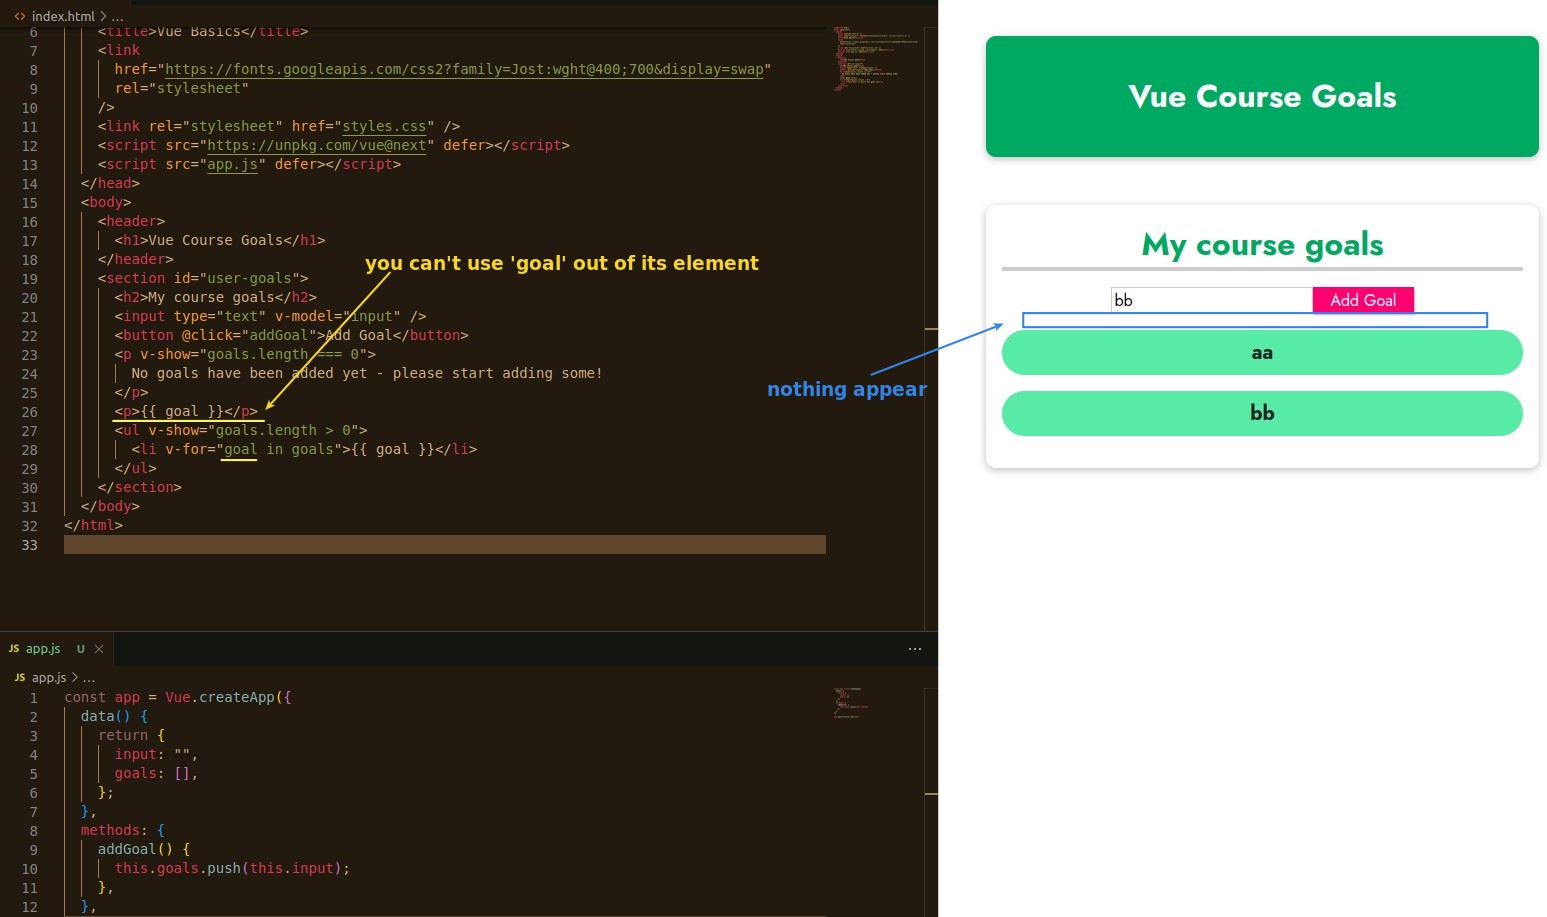 index.html > ...
6 <title>Vue Basics</title>
7 <link
8 href="https://fonts.googleapis.com/css2?family=Jost:wght@400;700&display=swap"
9 rel="stylesheet"
10 />
11 <link rel="stylesheet" href="styles.css" />
12 <script src="https://unpkg.com/vue@next" defer></script>
13 <script src="app.js" defer></script>
14 </head>
15 <body>
16 <header>
17 <h1>Vue Course Goals</h1>
18 </header>
you can't use 'goal' out of its element
19 <section id="user-goals">
20 <h2>My course goals</h2>
21 <input type="text" v-model="input" />
22 <button @click="addGoal">Add Goal</button>
23 <p v-show="goals.length === 0">
24 No goals have been added yet - please start adding some!
25 </p>
26 <p>{{ goal }}</p>
27 <ul v-show="goals.length > 0">
28 <li v-for="goal in goals">{{ goal }}</li>
29 </ul>
30 </section>
31 </body>
32 </html>
33
JS app.js U ×
...
JS app.js > ...
1 const app = Vue.createApp({
2 data() {
3 return {
4 input: "",
5 goals: [],
6 };
7 },
8 methods: {
9 addGoal() {
10 this.goals.push(this.input);
11 },
12 },
Vue Course Goals
My course goals
bb Add Goal
nothing appear
aa
bb